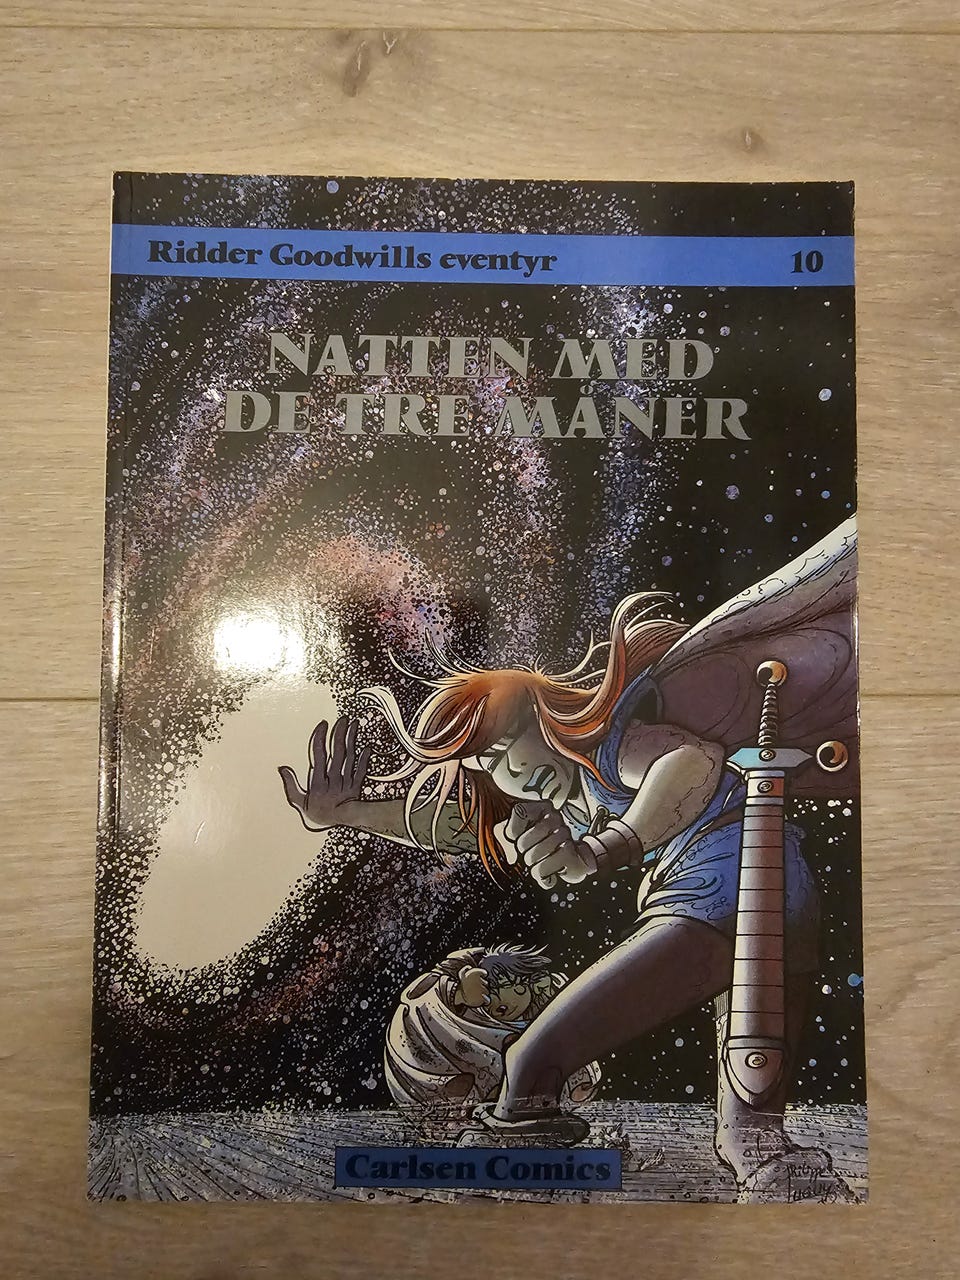 Ridder Goodwills eventyr 10
NATTEN MED
DE TRE MÅNER
Carlsen Comics